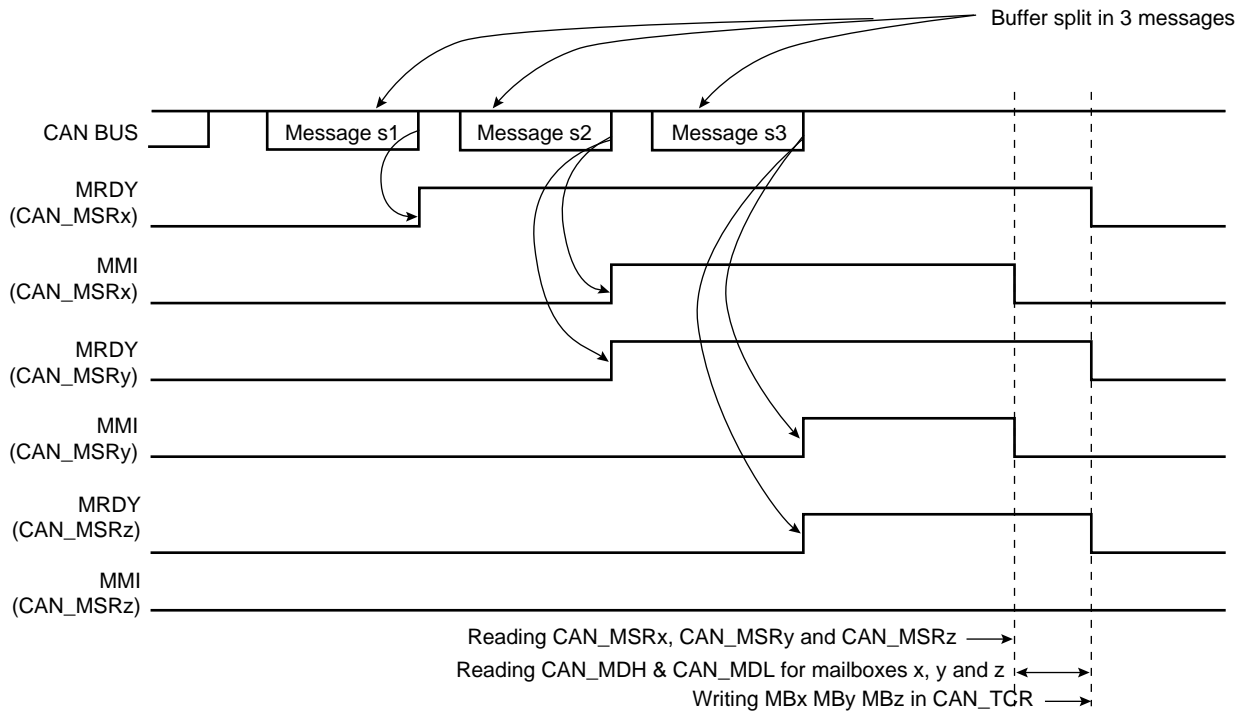 Buffer split in 3 messages
CAN BUS
Message s1
Message s2
Message s3
MRDY
(CAN_MSRx)
MMI
(CAN_MSRx)
MRDY
(CAN_MSRy)
MMI
(CAN_MSRy)
MRDY
(CAN_MSRz)
MMI
(CAN_MSRz)
Reading CAN_MSRx, CAN_MSRy and CAN_MSRz
Reading CAN_MDH & CAN_MDL for mailboxes x, y and z
Writing MBx MBy MBz in CAN_TCR